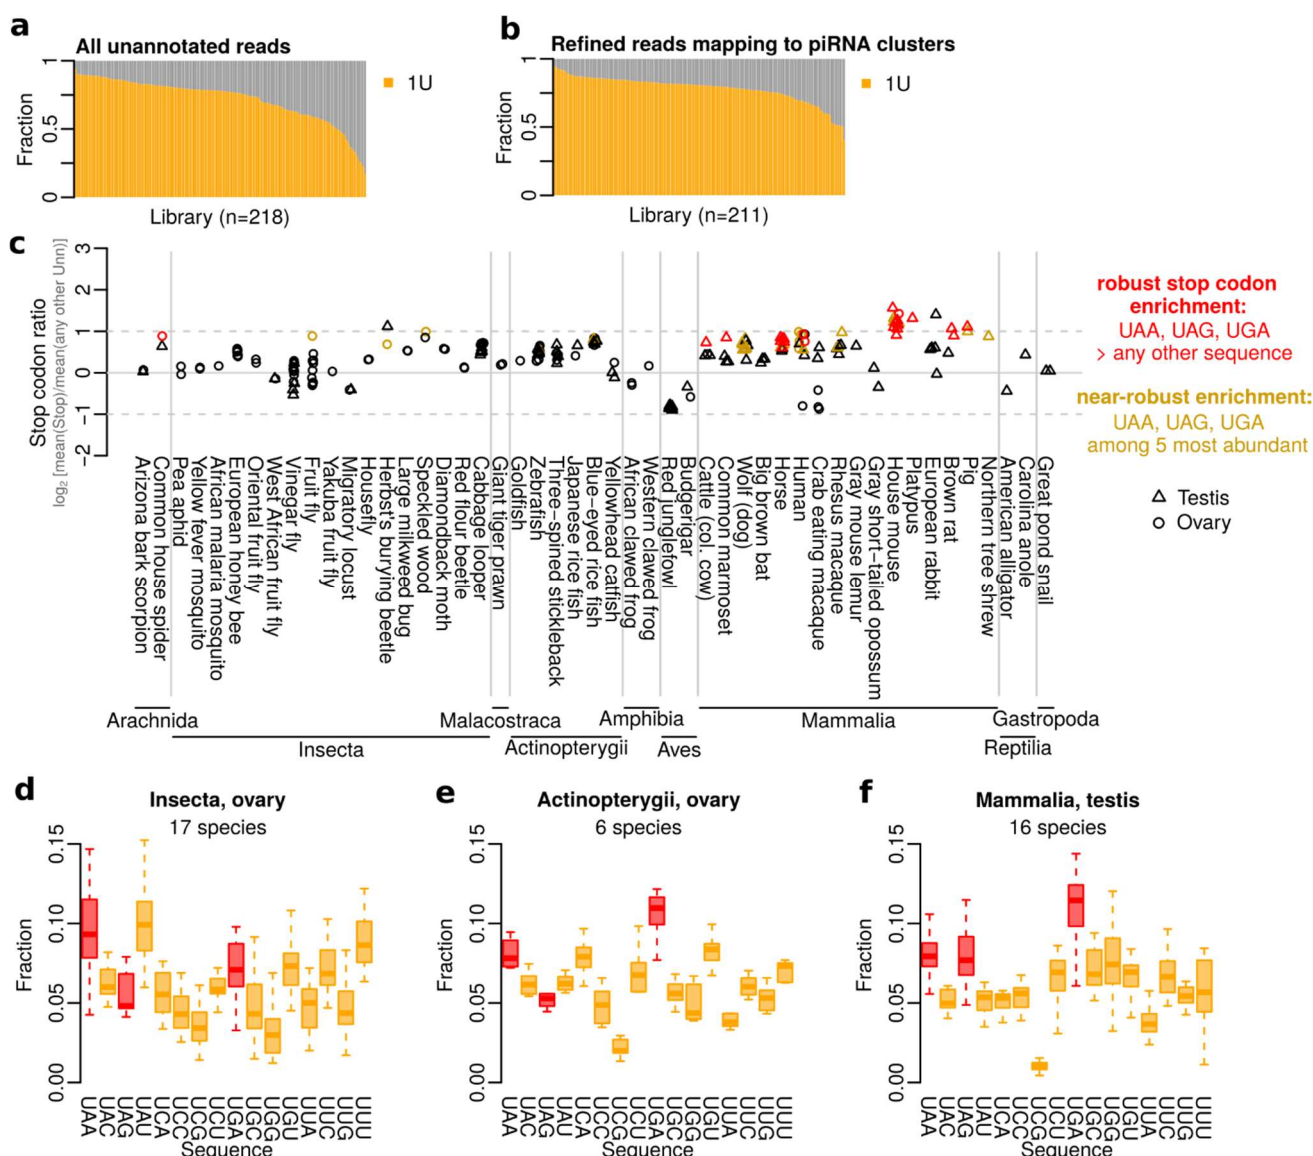 a
All unannotated reads
1
0.5
0
Fraction
1U
Library (n=218)
b
Refined reads mapping to piRNA clusters
1
0.5
0
Fraction
1U
Library (n=211)
c
Stop codon ratio
log2 [mean(Stop)/mean(any other Unn)]
3
2
1
0
−1
−2
robust stop codon
enrichment:
UAA, UAG, UGA
> any other sequence
near-robust enrichment:
UAA, UAG, UGA
among 5 most abundant
Testis
Ovary
Arizona bark scorpion
Common house spider
Pea aphid
Yellow fever mosquito
African malaria mosquito
European honey bee
Oriental fruit fly
West African fruit fly
Vinegar fly
Fruit fly
Yakuba fruit fly
Migratory locust
Housefly
Herbst's burying beetle
Large milkweed bug
Speckled wood
Diamondback moth
Red flour beetle
Cabbage looper
Giant tiger prawn
Goldfish
Zebrafish
Three−spined stickleback
Japanese rice fish
Blue−eyed rice fish
Yellowhead catfish
African clawed frog
Western clawed frog
Red junglefowl
Budgerigar
Cattle (col. cow)
Common marmoset
Wolf (dog)
Big brown bat
Horse
Human
Crab eating macaque
Rhesus macaque
Gray mouse lemur
Gray short−tailed opossum
House mouse
Platypus
European rabbit
Brown rat
Pig
Northern tree shrew
American alligator
Carolina anole
Great pond snail
Arachnida
Insecta
Malacostraca
Actinopterygii
Amphibia
Aves
Mammalia
Reptilia
Gastropoda
d
Insecta, ovary
17 species
0.15
0.10
0.05
0.00
Fraction
UAA
UAC
UAG
UAU
UCA
UCC
UCG
UCU
UGA
UGC
UGG
UGU
UUA
UUC
UUG
UUU
Sequence
e
Actinopterygii, ovary
6 species
0.15
0.10
0.05
0.00
Fraction
UAA
UAC
UAG
UAU
UCA
UCC
UCG
UCU
UGA
UGC
UGG
UGU
UUA
UUC
UUG
UUU
Sequence
f
Mammalia, testis
16 species
0.15
0.10
0.05
0.00
Fraction
UAA
UAC
UAG
UAU
UCA
UCC
UCG
UCU
UGA
UGC
UGG
UGU
UUA
UUC
UUG
UUU
Sequence